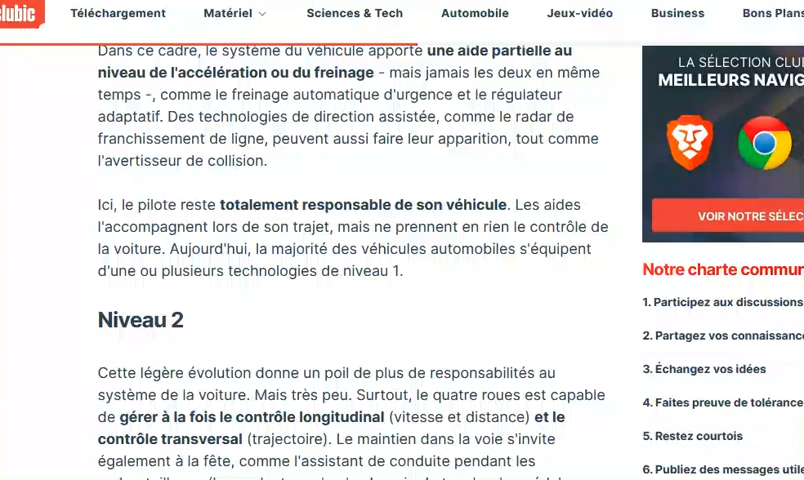 clubic
Téléchargement
Matériel
Sciences & Tech
Automobile
Jeux-vidéo
Business
Bons Plans
Dans ce cadre, le système du véhicule apporte une aide partielle au
niveau de l'accélération ou du freinage - mais jamais les deux en même
temps -, comme le freinage automatique d'urgence et le régulateur
adaptatif. Des technologies de direction assistée, comme le radar de
franchissement de ligne, peuvent aussi faire leur apparition, tout comme
l'avertisseur de collision.
Ici, le pilote reste totalement responsable de son véhicule. Les aides
l'accompagnent lors de son trajet, mais ne prennent en rien le contrôle de
la voiture. Aujourd'hui, la majorité des véhicules automobiles s'équipent
d'une ou plusieurs technologies de niveau 1.
Niveau 2
Cette légère évolution donne un poil de plus de responsabilités au
système de la voiture. Mais très peu. Surtout, le quatre roues est capable
de gérer à la fois le contrôle longitudinal (vitesse et distance) et le
contrôle transversal (trajectoire). Le maintien dans la voie s'invite
également à la fête, comme l'assistant de conduite pendant les
LA SÉLECTION CLU
MEILLEURS NAVIG
VOIR NOTRE SÉLEC
Notre charte commun
1. Participez aux discussions
2. Partagez vos connaissance
3. Échangez vos idées
4. Faites preuve de tolérance
5. Restez courtois
6. Publiez des messages utile